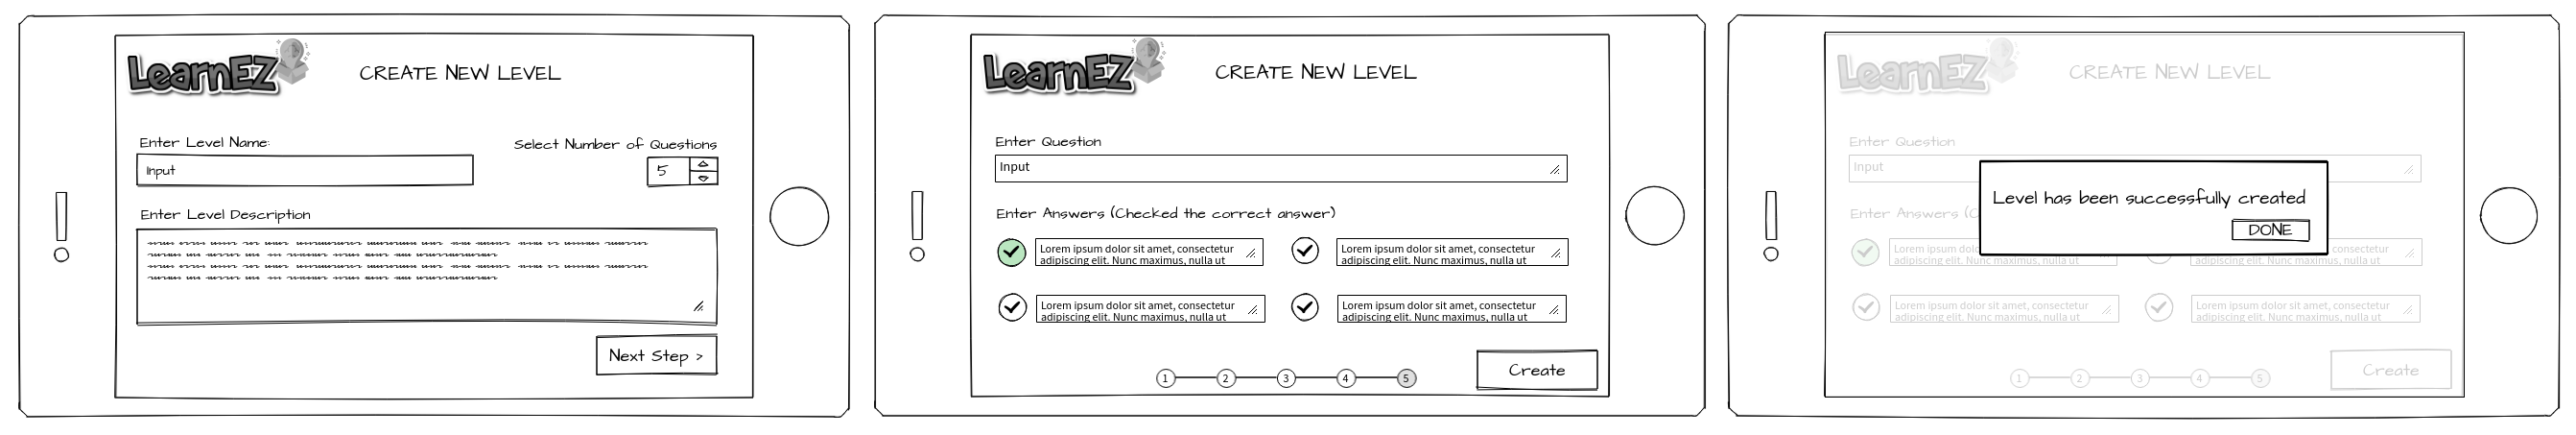 LearnEZ
CREATE NEW LEVEL
Enter Level Name:
Select Number of Questions
Input
5
Enter Level Description
Next Step >
LearnEZ
CREATE NEW LEVEL
Enter Question
Input
Enter Answers (Checked the correct answer)
Lorem ipsum dolor sit amet, consectetur
adipiscing elit. Nunc maximus, nulla ut
Lorem ipsum dolor sit amet, consectetur
adipiscing elit. Nunc maximus, nulla ut
Lorem ipsum dolor sit amet, consectetur
adipiscing elit. Nunc maximus, nulla ut
Lorem ipsum dolor sit amet, consectetur
adipiscing elit. Nunc maximus, nulla ut
1 2 3 4 5
Create
LearnEZ
CREATE NEW LEVEL
Enter Question
Input
Level has been successfully created
DONE
Enter Answers (C
adipiscing elit. Nunc maximus, nulla ut
adipiscing elit. Nunc maximus, nulla ut
Lorem ipsum dolor sit amet, consectetur
adipiscing elit. Nunc maximus, nulla ut
Lorem ipsum dolor sit amet, consectetur
adipiscing elit. Nunc maximus, nulla ut
1 2 3 4 5
Create